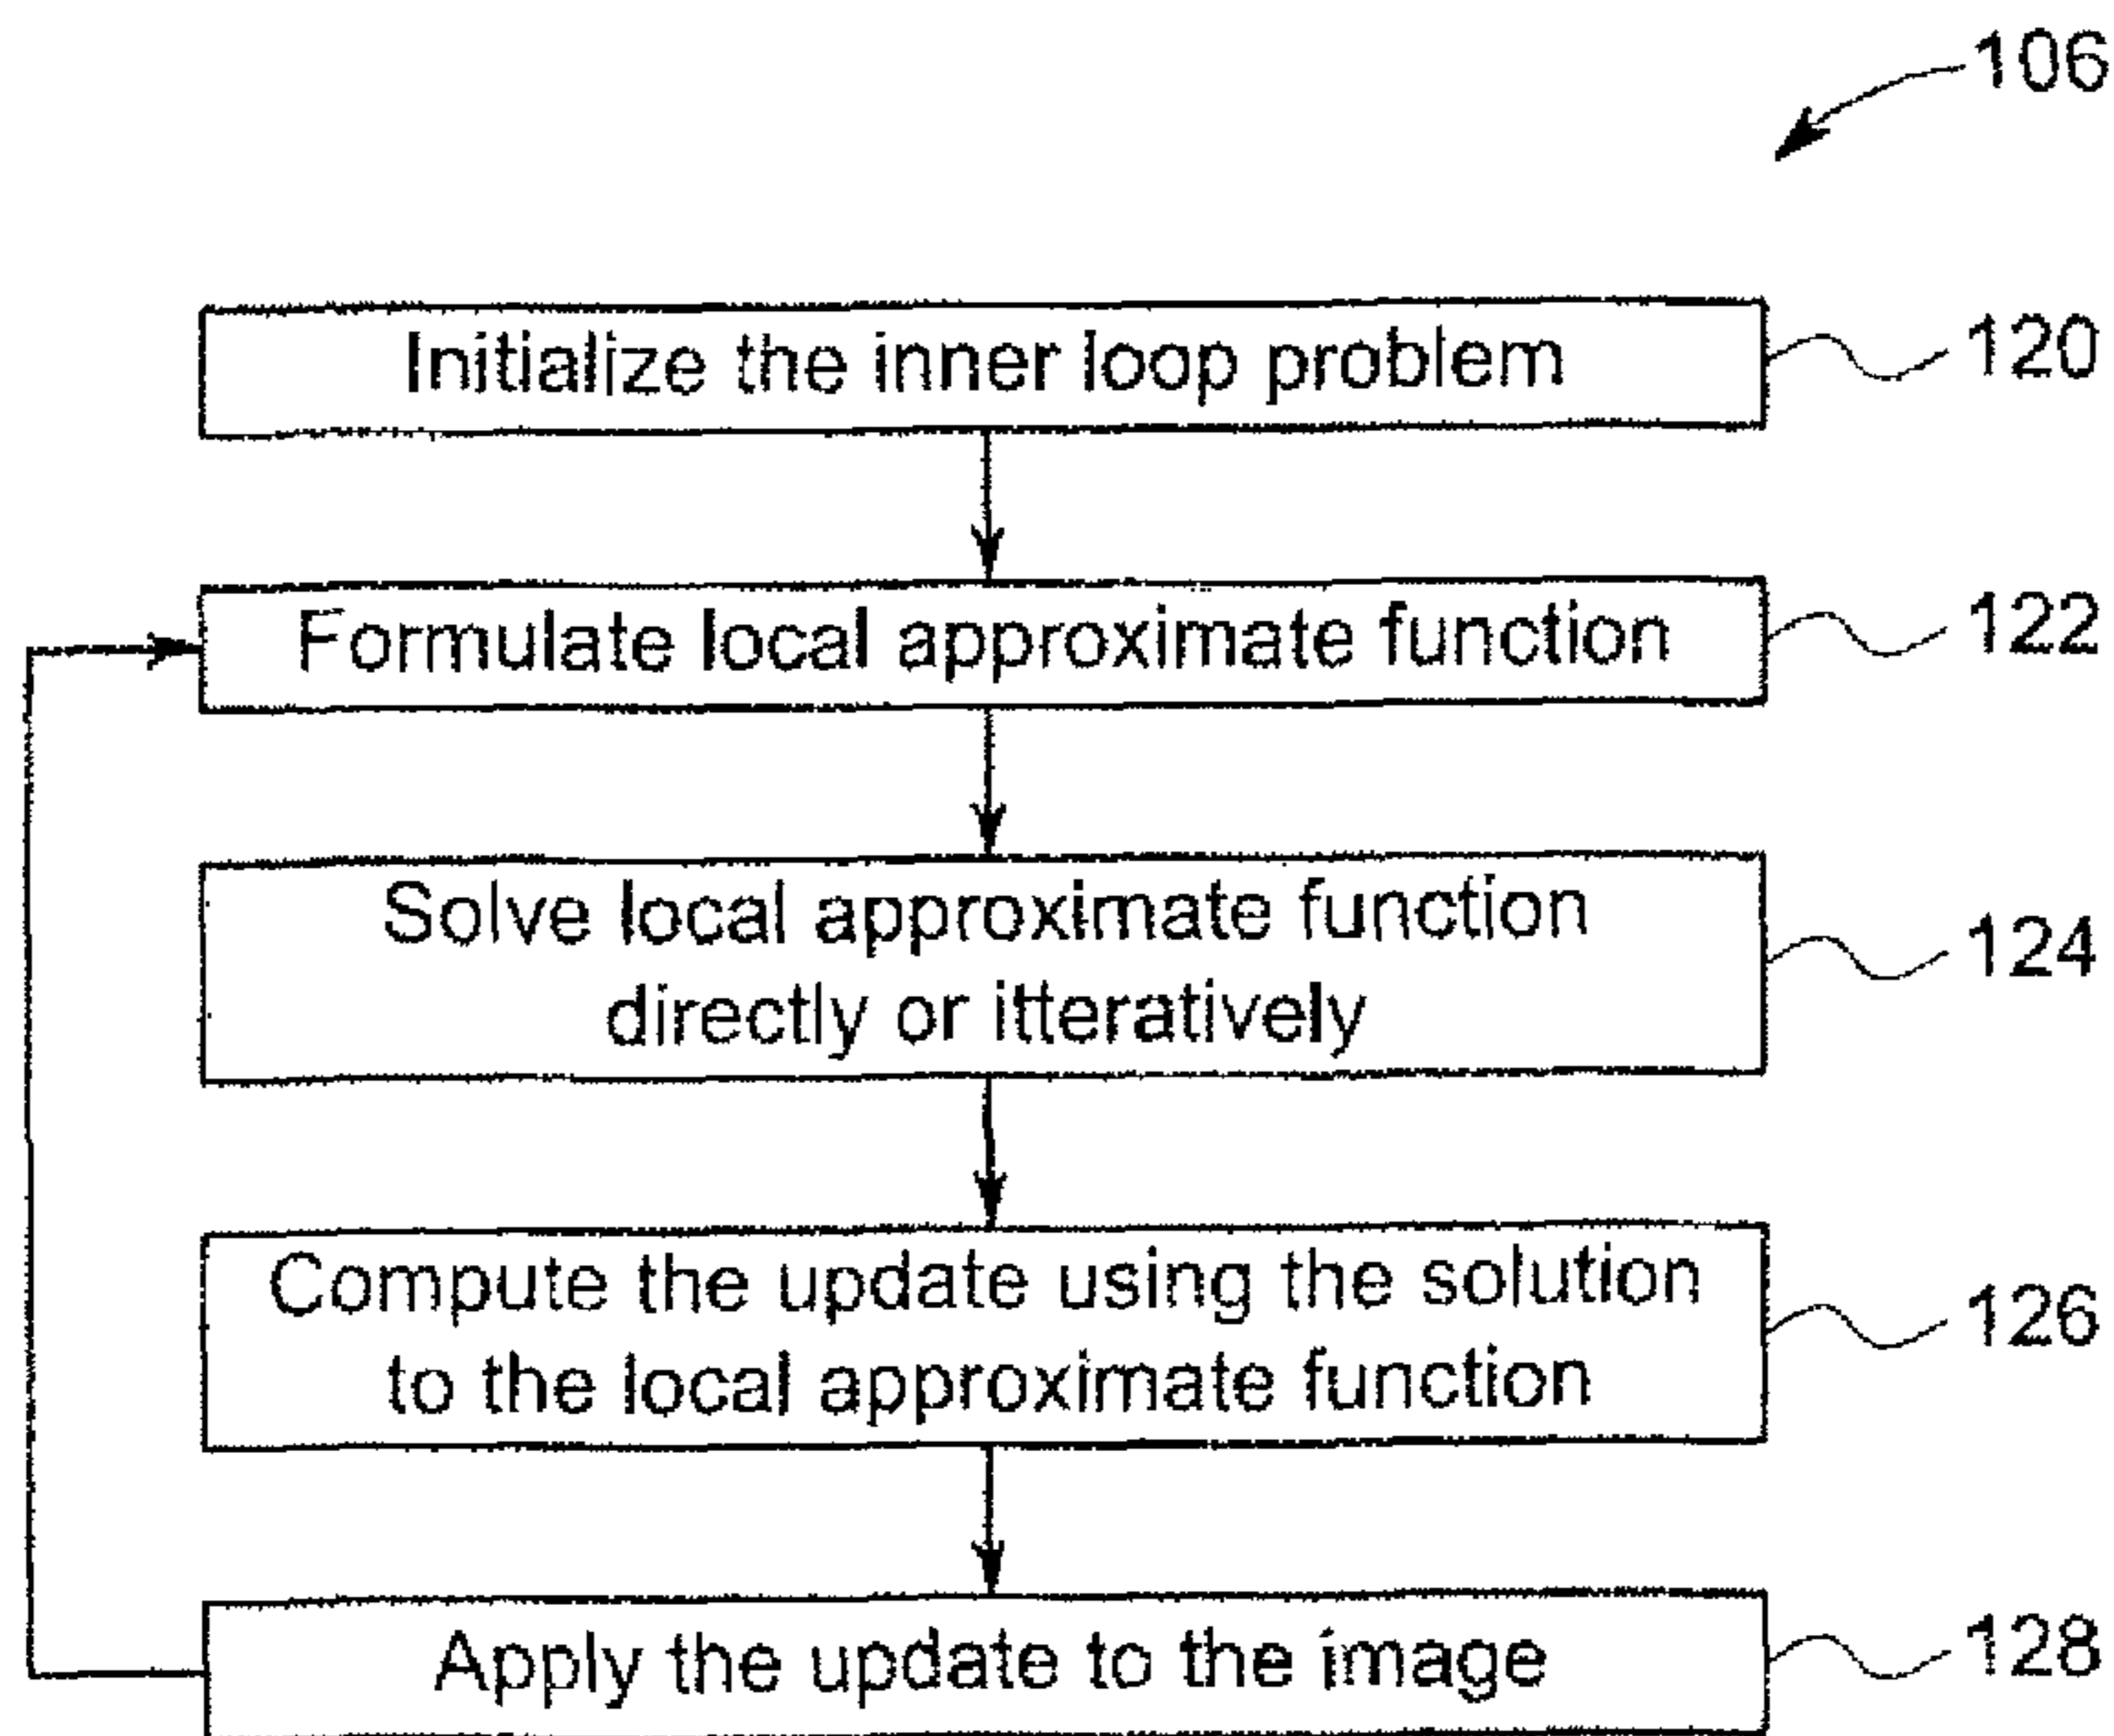 106
Initialize the inner loop problem
120
Formulate local approximate function
122
Solve local approximate function
directly or itteratively
124
Compute the update using the solution
to the local approximate function
126
Apply the update to the image
128